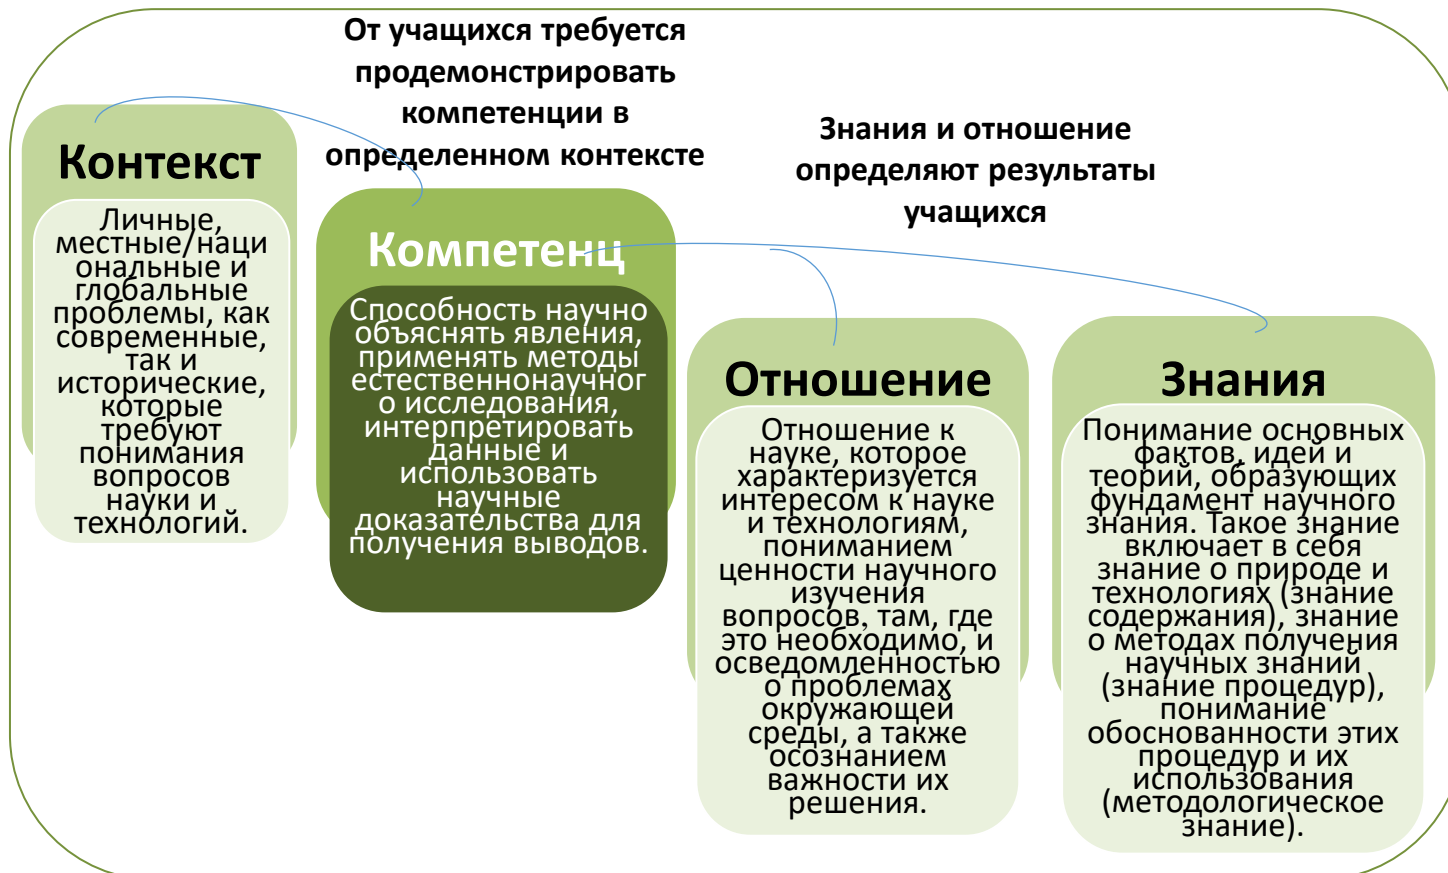 От учащихся требуется
продемонстрировать
компетенции в
определенном контексте
Знания и отношение
определяют результаты
учащихся
Контекст
Личные,
местные/наци
ональные и
глобальные
проблемы, как
современные,
так и
исторические,
которые
требуют
понимания
вопросов
науки и
технологий.
Компетенц
Способность научно
объяснять явления,
применять методы
естественнонаучног
о исследования,
интерпретировать
данные и
использовать
научные
доказательства для
получения выводов.
Отношение
Отношение к
науке, которое
характеризуется
интересом к науке
и технологиям,
пониманием
ценности научного
изучения
вопросов, там, где
это необходимо, и
осведомленностью
о проблемах
окружающей
среды, а также
осознанием
важности их
решения.
Знания
Понимание основных
фактов, идей и
теорий, образующих
фундамент научного
знания. Такое знание
включает в себя
знание о природе и
технологиях (знание
содержания), знание
о методах получения
научных знаний
(знание процедур),
понимание
обоснованности этих
процедур и их
использования
(методологическое
знание).